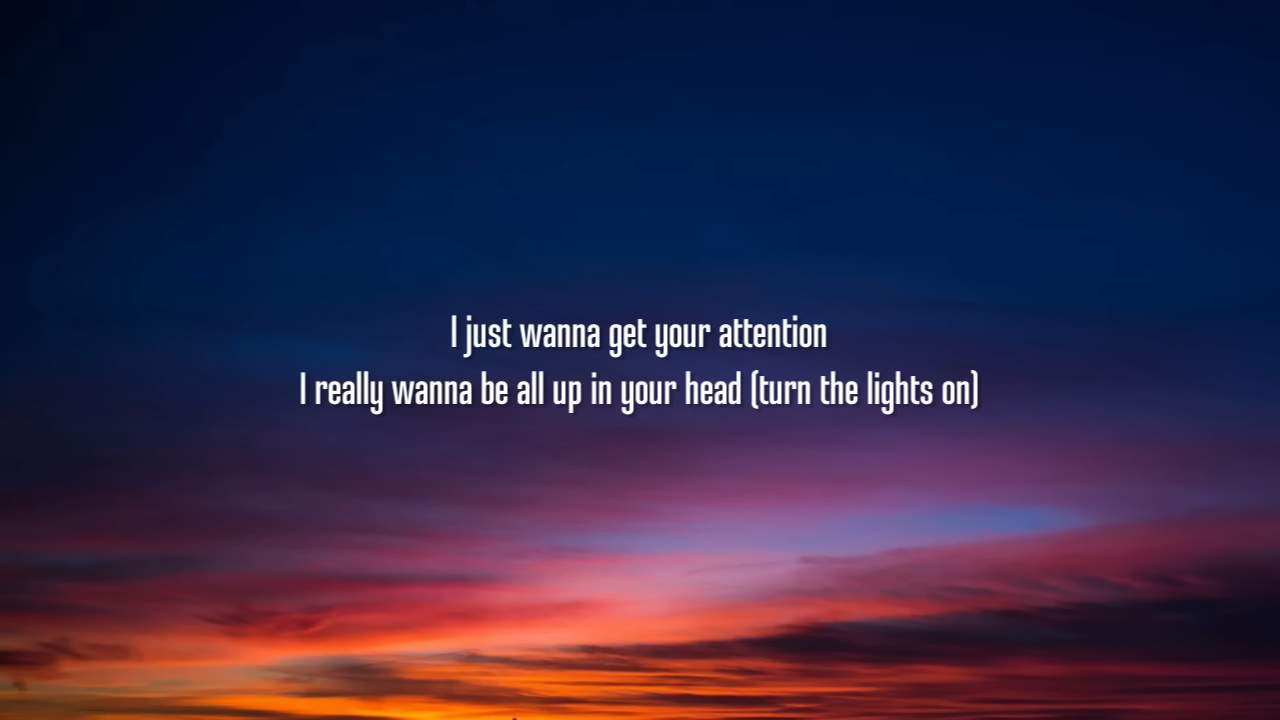 I just wanna get your attention
I really wanna be all up in your head (turn the lights on)